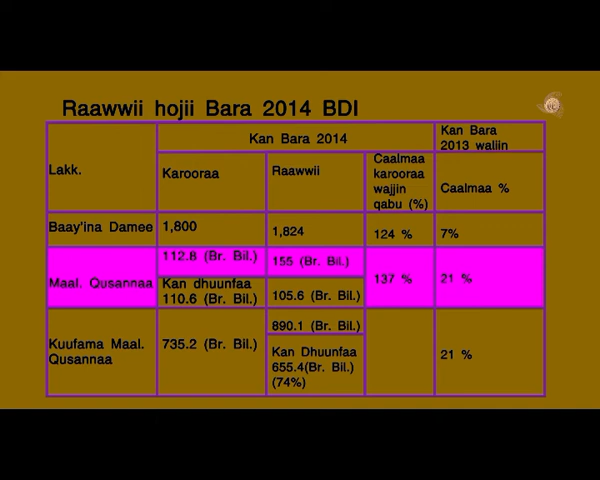 Raawwii hojii Bara 2014 BDI
Lakk.
Kan Bara 2014
Kan Bara
2013 waliin
Karooraa
Raawwii
Caalmaa
karooraa
wajjin
qabu (%)
Caalmaa %
Baay'ina Damee
1,800
1,824
124 %
7%
Maal. Qusannaa
112.8 (Br. Bil.)
155 (Br. Bil.)
137 %
21 %
Kan dhuunfaa
110.6 (Br. Bil.)
105.6 (Br. Bil.)
Kuufama Maal.
Qusannaa
735.2 (Br. Bil.)
890.1 (Br. Bil.)
Kan Dhuunfaa
655.4(Br. Bil.)
(74%)
21 %